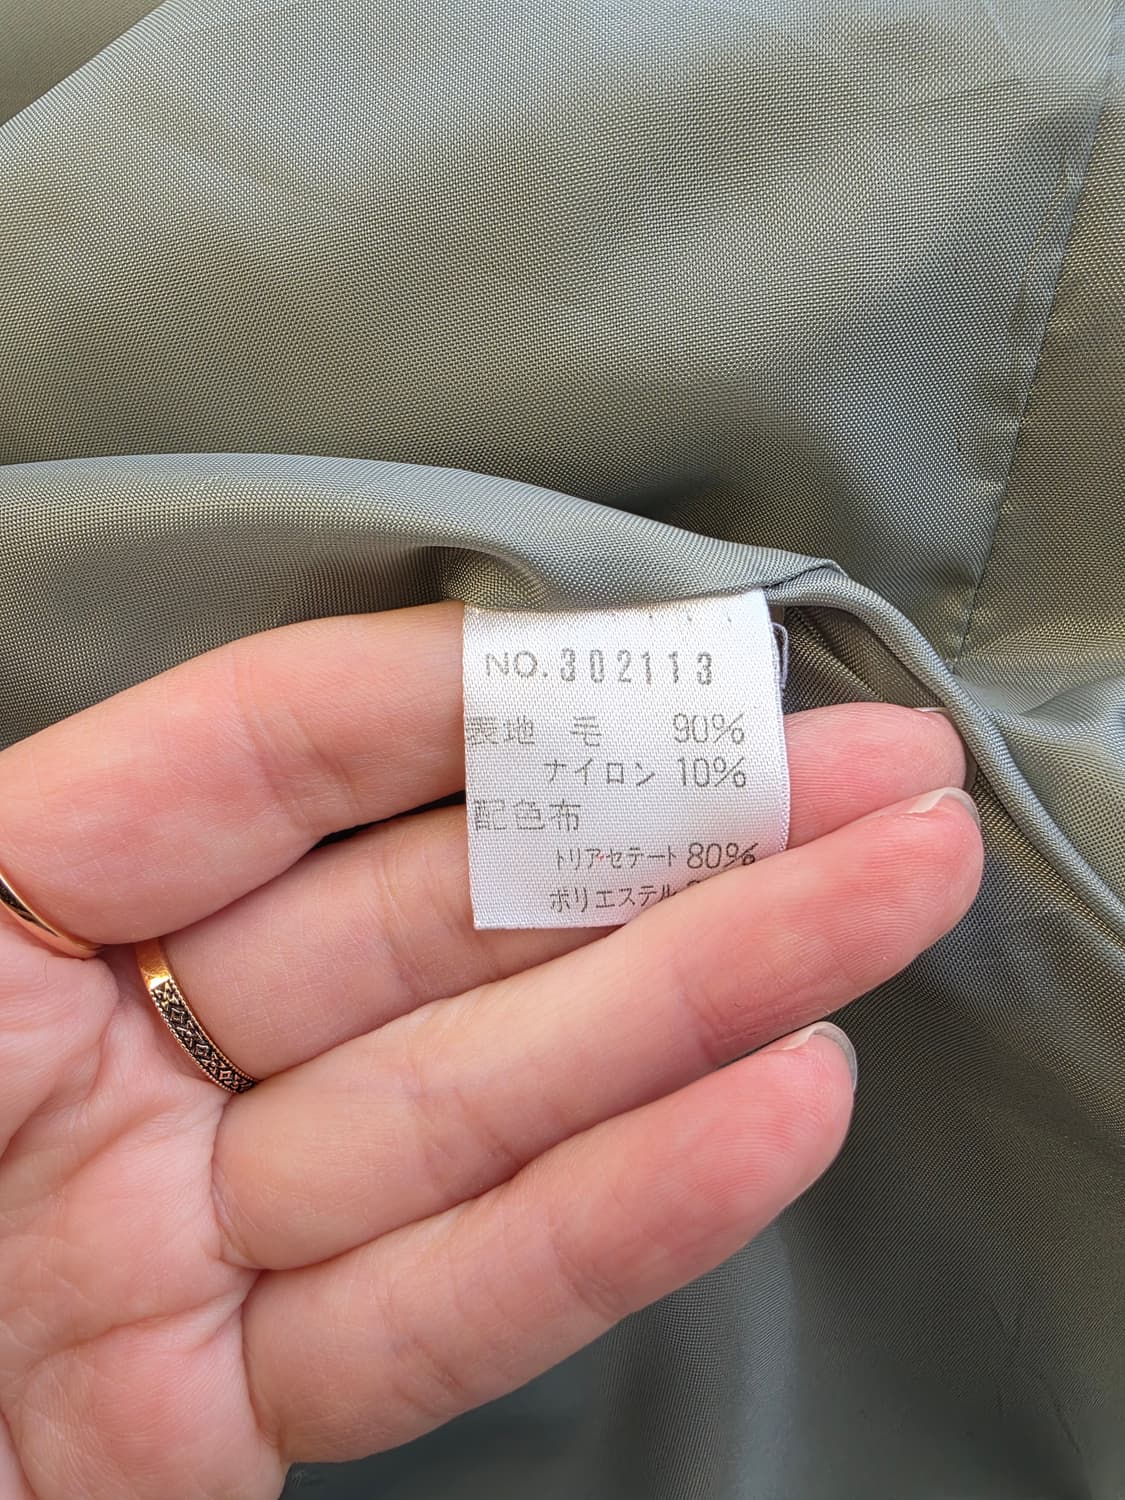 NO.302113
表地 毛 90%
ナイロン 10%
配色布
トリアセテート 80%
ポリエステル